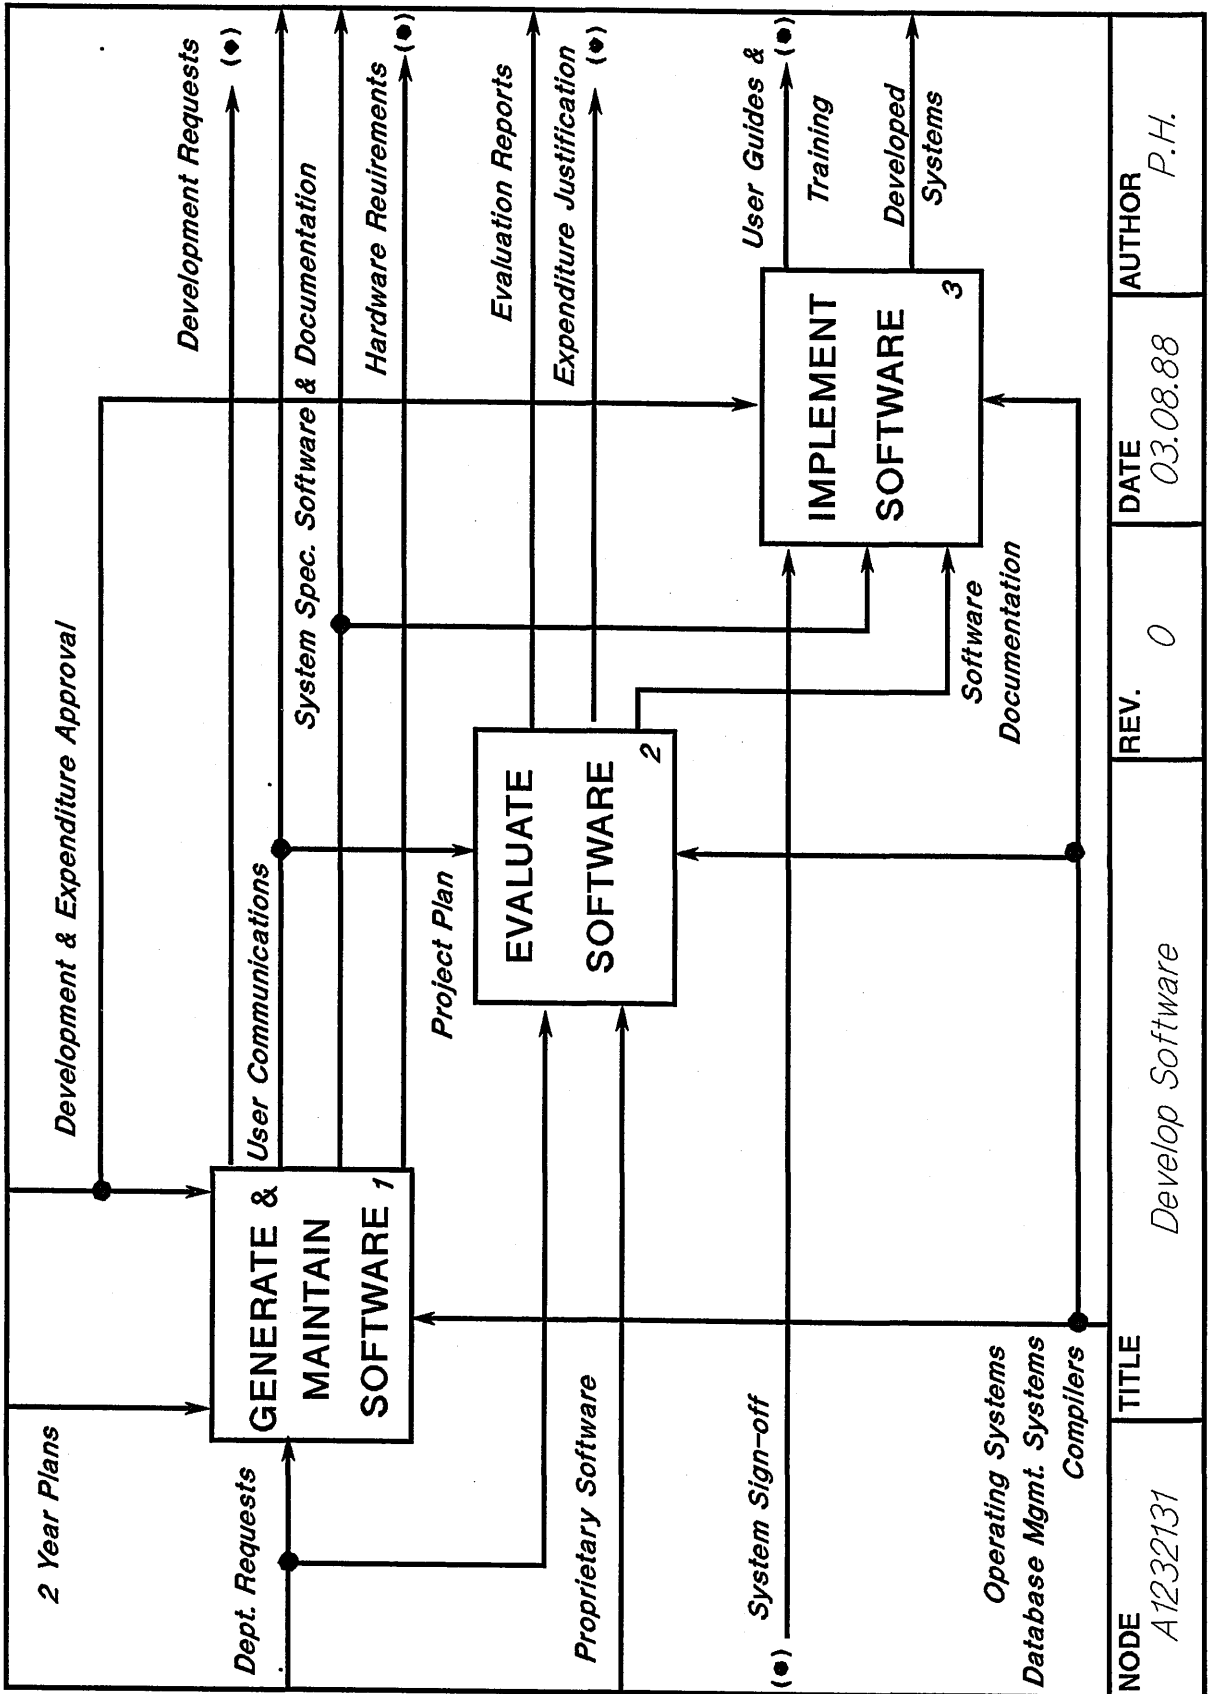 2 Year Plans
Development & Expenditure Approval
Development Requests
(●)
User Communications
System Spec. Software & Documentation
Hardware Reuirements
(●)
Dept. Requests
GENERATE &
MAINTAIN
SOFTWARE
1
Project Plan
Evaluation Reports
Expenditure Justification
(●)
EVALUATE
SOFTWARE
2
Proprietary Software
User Guides &
Training
(●)
Developed
Systems
IMPLEMENT
SOFTWARE
3
Software
Documentation
System Sign-off
(●)
Operating Systems
Database Mgmt. Systems
Compilers
NODE
A1232131
TITLE
Develop Software
REV.
0
DATE
03.08.88
AUTHOR
P.H.